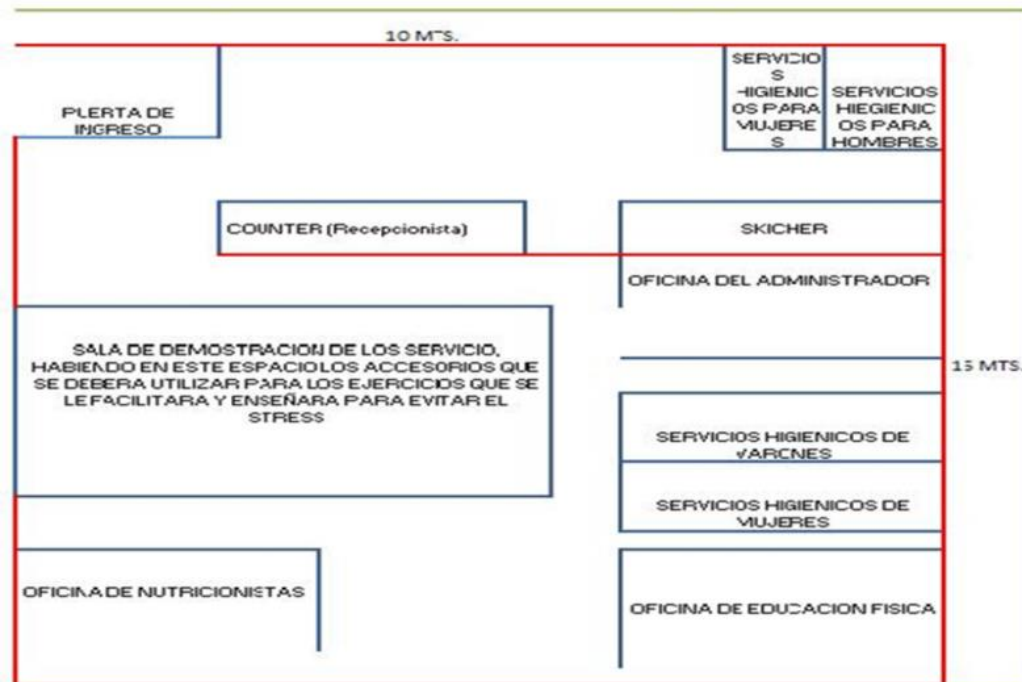 10 MTS.
PUERTA DE
INGRESO
SERVICIO
S
HIGIENIC
OS PARA
MUJERE
S
SERVICIOS
HIEGIENIC
OS PARA
HOMBRES
COUNTER (Recepcionista)
SKICHER
OFICINA DEL ADMINISTRADOR
SALA DE DEMOSTRACION DE LOS SERVICIO,
HABIENDO EN ESTE ESPACIO LOS ACCESORIOS QUE
SE DEBERA UTILIZAR PARA LOS EJERCICIOS QUE SE
LE FACILITARA Y ENSEÑARA PARA EVITAR EL
STRESS
15 MTS.
SERVICIOS HIGIENICOS DE
VARONES
SERVICIOS HIGIENICOS DE
MUJERES
OFICINA DE NUTRICIONISTAS
OFICINA DE EDUCACION FISICA